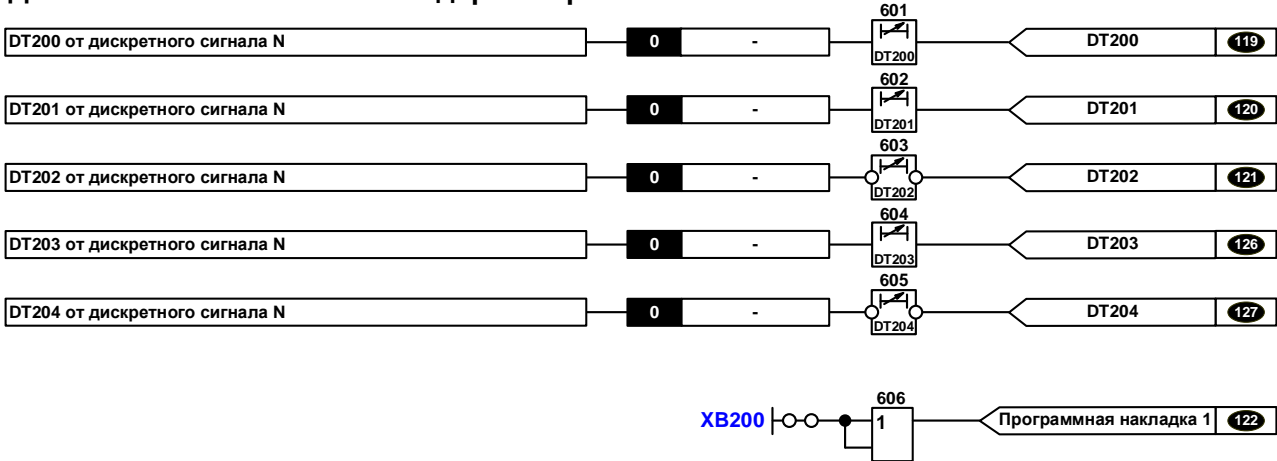 601
DT200 от дискретного сигнала N 0 - DT200 DT200 119
602
DT201 от дискретного сигнала N 0 - DT201 DT201 120
603
DT202 от дискретного сигнала N 0 - DT202 DT202 121
604
DT203 от дискретного сигнала N 0 - DT203 DT203 126
605
DT204 от дискретного сигнала N 0 - DT204 DT204 127
606
XB200 1 Программная накладка 1 122